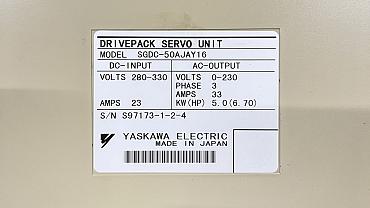 DRIVEPACK SERVO UNIT
MODEL SGDC-50AJAY16
DC-INPUT AC-OUTPUT
VOLTS 280-330 VOLTS 0-230
PHASE 3
AMPS 23 AMPS 33
KW(HP) 5.0(6.70)
S/N S97173-1-2-4
YASKAWA ELECTRIC
MADE IN JAPAN